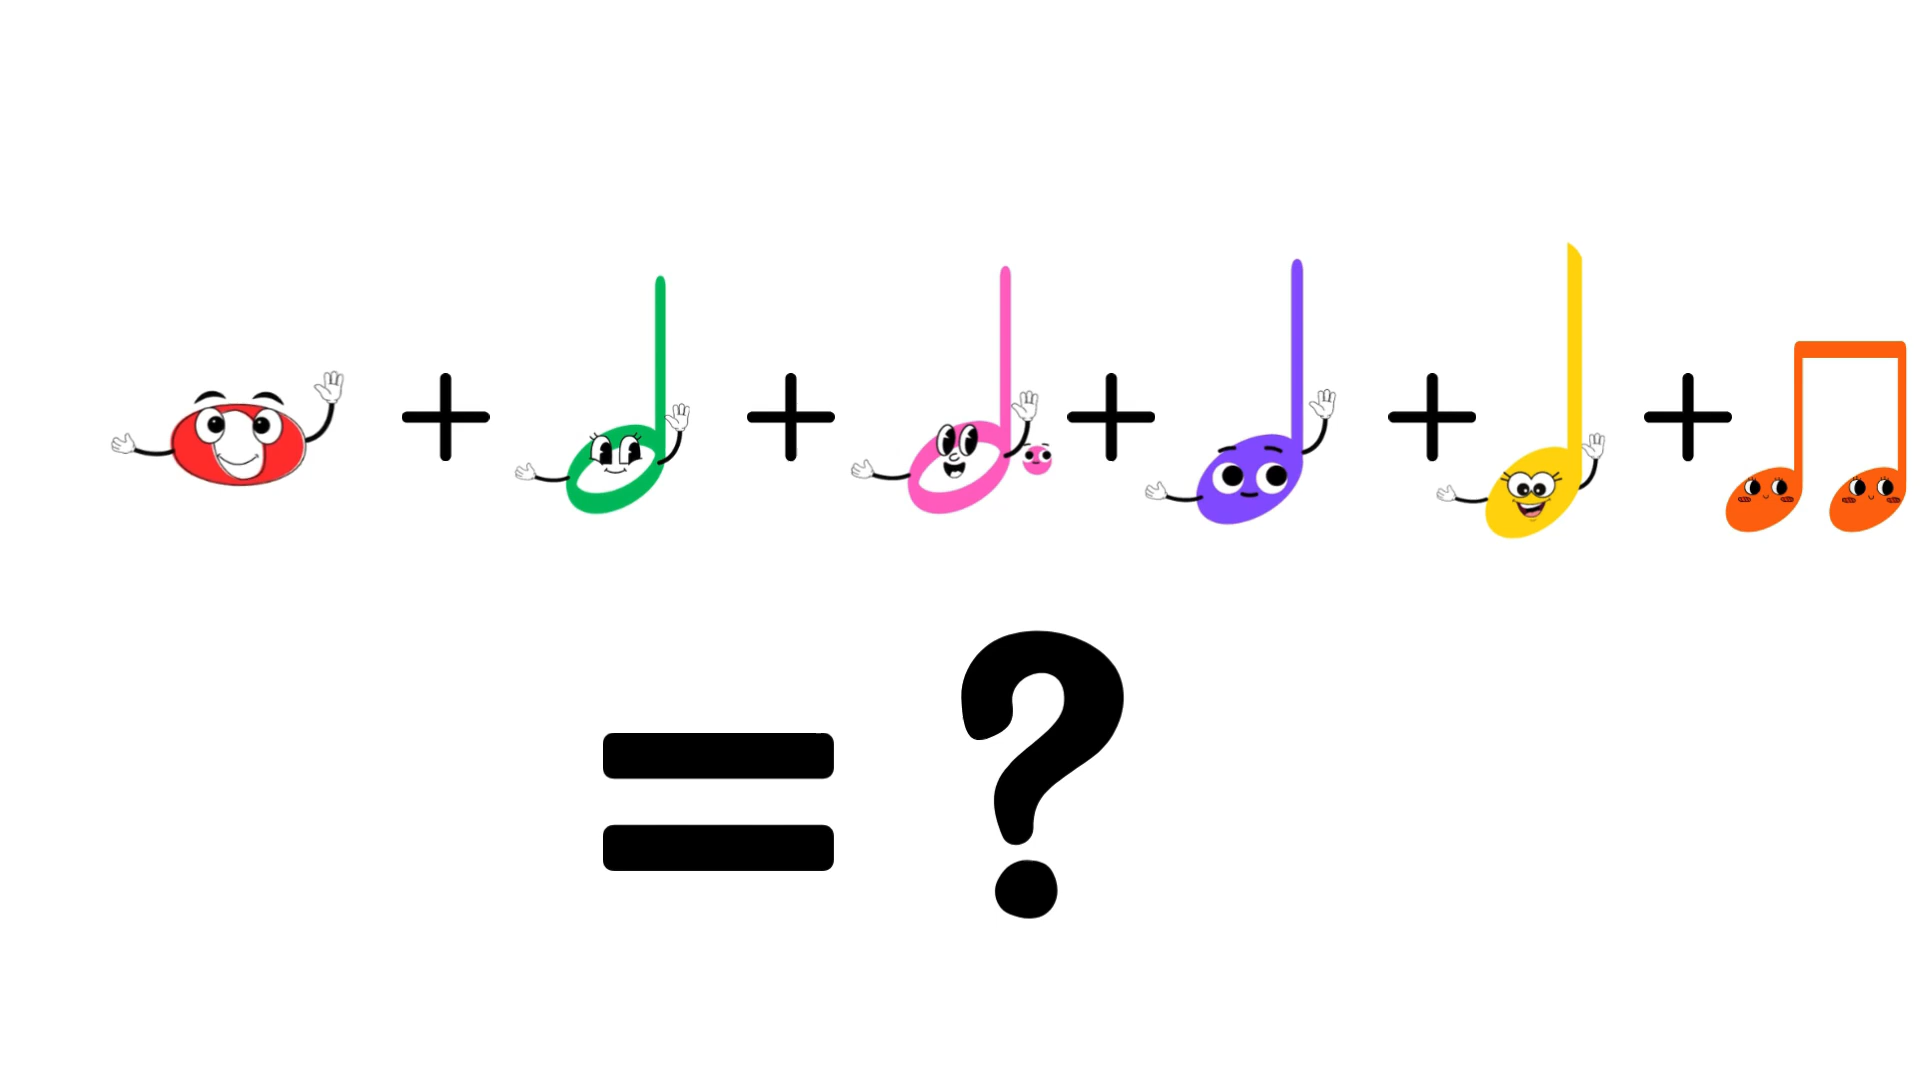 + + + + +
= ?